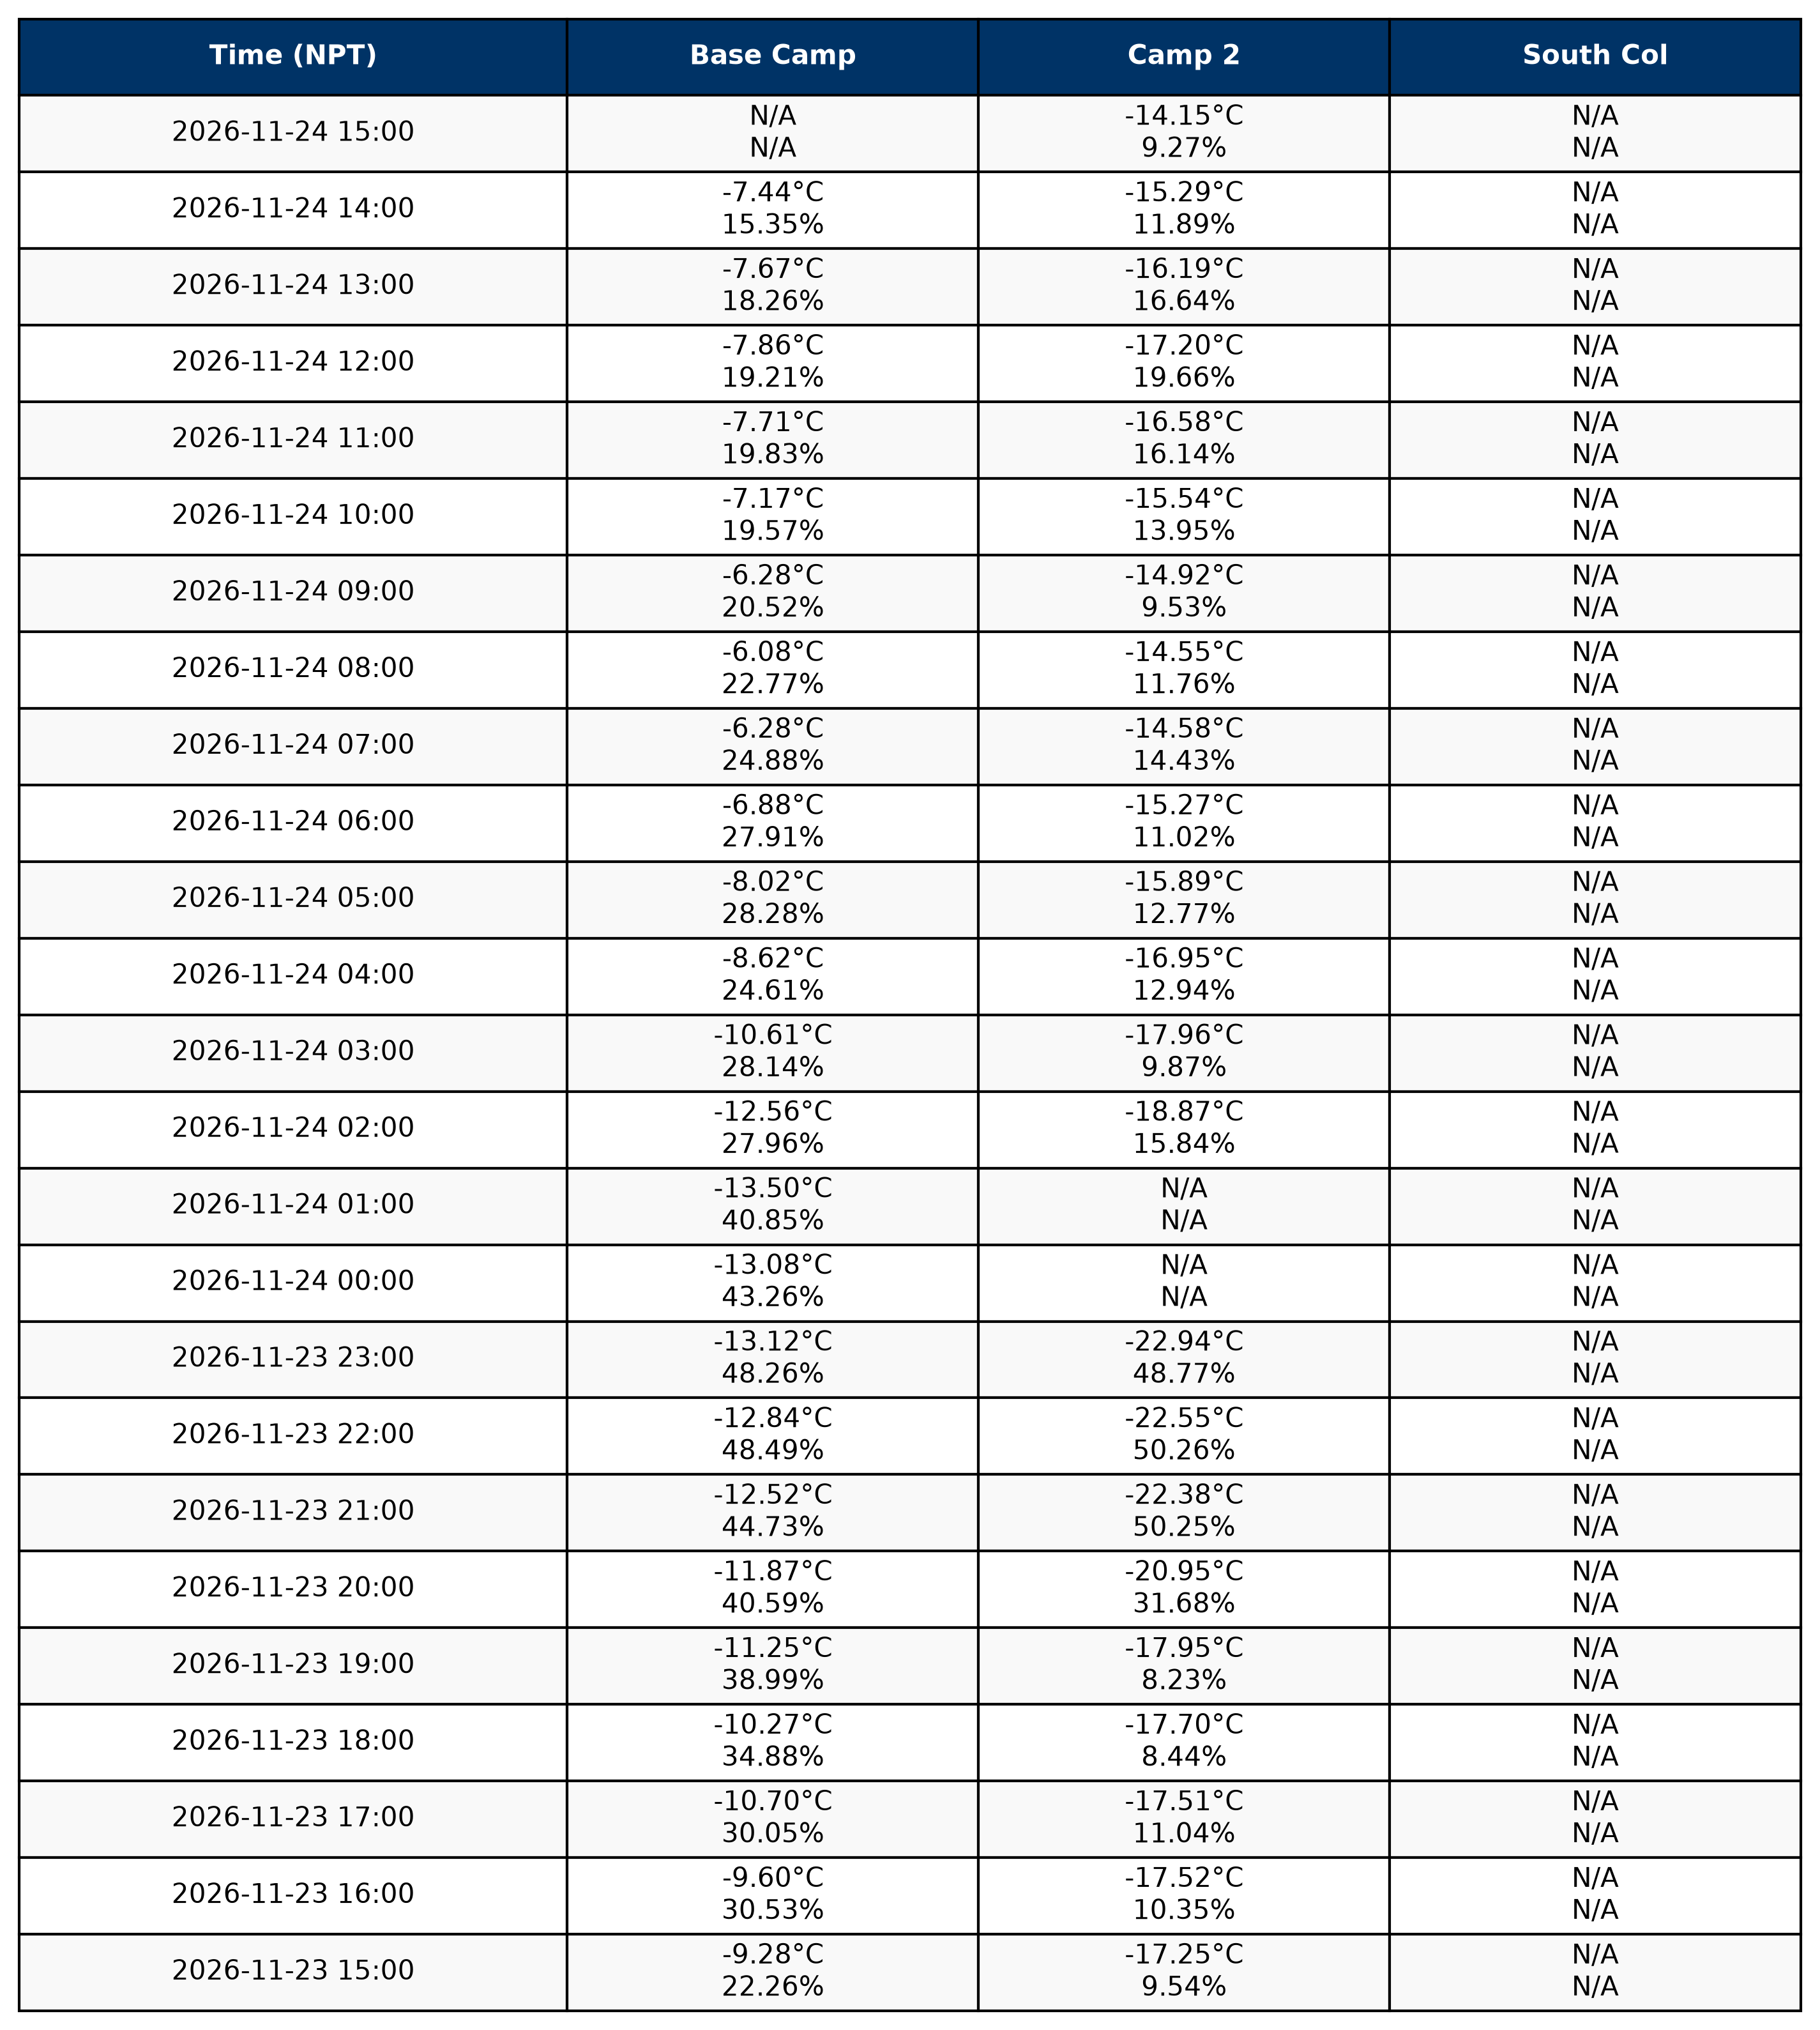 Time (NPT) Base Camp Camp 2 South Col
2026-11-24 15:00 N/A -14.15°C N/A
N/A 9.27% N/A
2026-11-24 14:00 -7.44°C -15.29°C N/A
15.35% 11.89% N/A
2026-11-24 13:00 -7.67°C -16.19°C N/A
18.26% 16.64% N/A
2026-11-24 12:00 -7.86°C -17.20°C N/A
19.21% 19.66% N/A
2026-11-24 11:00 -7.71°C -16.58°C N/A
19.83% 16.14% N/A
2026-11-24 10:00 -7.17°C -15.54°C N/A
19.57% 13.95% N/A
2026-11-24 09:00 -6.28°C -14.92°C N/A
20.52% 9.53% N/A
2026-11-24 08:00 -6.08°C -14.55°C N/A
22.77% 11.76% N/A
2026-11-24 07:00 -6.28°C -14.58°C N/A
24.88% 14.43% N/A
2026-11-24 06:00 -6.88°C -15.27°C N/A
27.91% 11.02% N/A
2026-11-24 05:00 -8.02°C -15.89°C N/A
28.28% 12.77% N/A
2026-11-24 04:00 -8.62°C -16.95°C N/A
24.61% 12.94% N/A
2026-11-24 03:00 -10.61°C -17.96°C N/A
28.14% 9.87% N/A
2026-11-24 02:00 -12.56°C -18.87°C N/A
27.96% 15.84% N/A
2026-11-24 01:00 -13.50°C N/A N/A
40.85% N/A N/A
2026-11-24 00:00 -13.08°C N/A N/A
43.26% N/A N/A
2026-11-23 23:00 -13.12°C -22.94°C N/A
48.26% 48.77% N/A
2026-11-23 22:00 -12.84°C -22.55°C N/A
48.49% 50.26% N/A
2026-11-23 21:00 -12.52°C -22.38°C N/A
44.73% 50.25% N/A
2026-11-23 20:00 -11.87°C -20.95°C N/A
40.59% 31.68% N/A
2026-11-23 19:00 -11.25°C -17.95°C N/A
38.99% 8.23% N/A
2026-11-23 18:00 -10.27°C -17.70°C N/A
34.88% 8.44% N/A
2026-11-23 17:00 -10.70°C -17.51°C N/A
30.05% 11.04% N/A
2026-11-23 16:00 -9.60°C -17.52°C N/A
30.53% 10.35% N/A
2026-11-23 15:00 -9.28°C -17.25°C N/A
22.26% 9.54% N/A